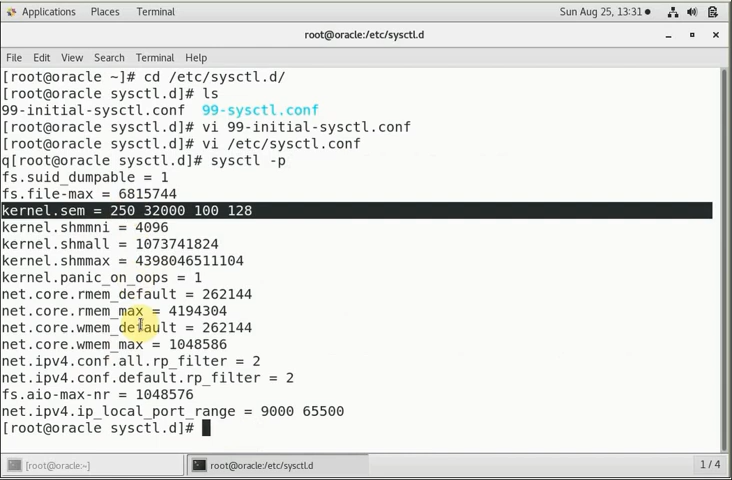 Applications Places Terminal Sun Aug 25, 13:31
root@oracle:/etc/sysctl.d
File Edit View Search Terminal Help
[root@oracle ~]# cd /etc/sysctl.d/
[root@oracle sysctl.d]# ls
99-initial-sysctl.conf 99-sysctl.conf
[root@oracle sysctl.d]# vi 99-initial-sysctl.conf
[root@oracle sysctl.d]# vi /etc/sysctl.conf
q[root@oracle sysctl.d]# sysctl -p
fs.suid_dumpable = 1
fs.file-max = 6815744
kernel.sem = 250 32000 100 128
kernel.shmmni = 4096
kernel.shmall = 1073741824
kernel.shmmax = 4398046511104
kernel.panic_on_oops = 1
net.core.rmem_default = 262144
net.core.rmem_max = 4194304
net.core.wmem_default = 262144
net.core.wmem_max = 1048586
net.ipv4.conf.all.rp_filter = 2
net.ipv4.conf.default.rp_filter = 2
fs.aio-max-nr = 1048576
net.ipv4.ip_local_port_range = 9000 65500
[root@oracle sysctl.d]#
[root@oracle:~] root@oracle:/etc/sysctl.d 1 / 4